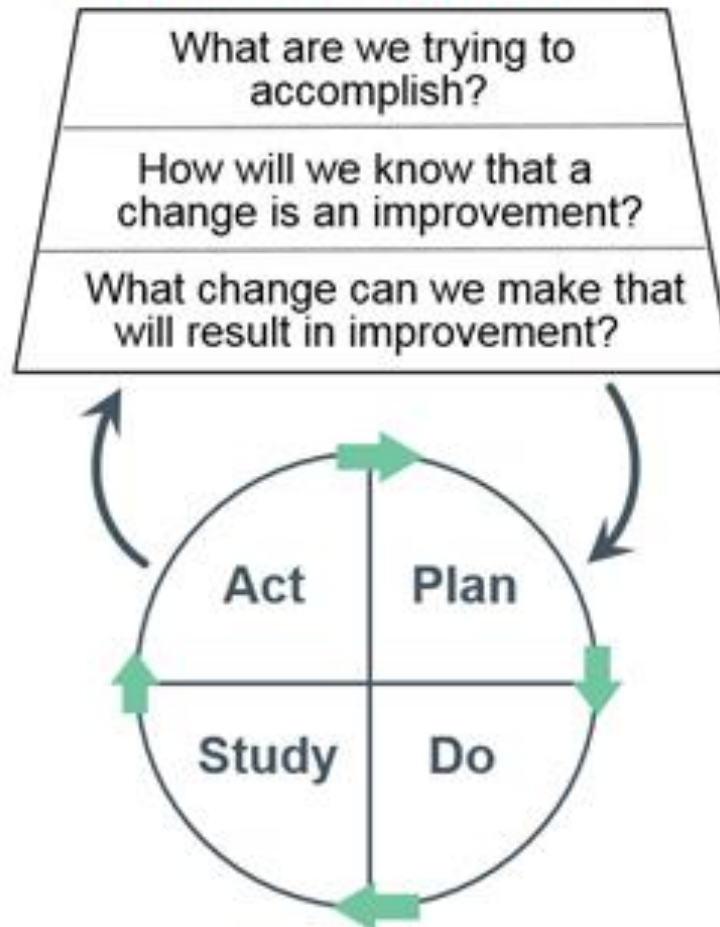 What are we trying to
accomplish?
How will we know that a
change is an improvement?
What change can we make that
will result in improvement?
Act
Plan
Study
Do